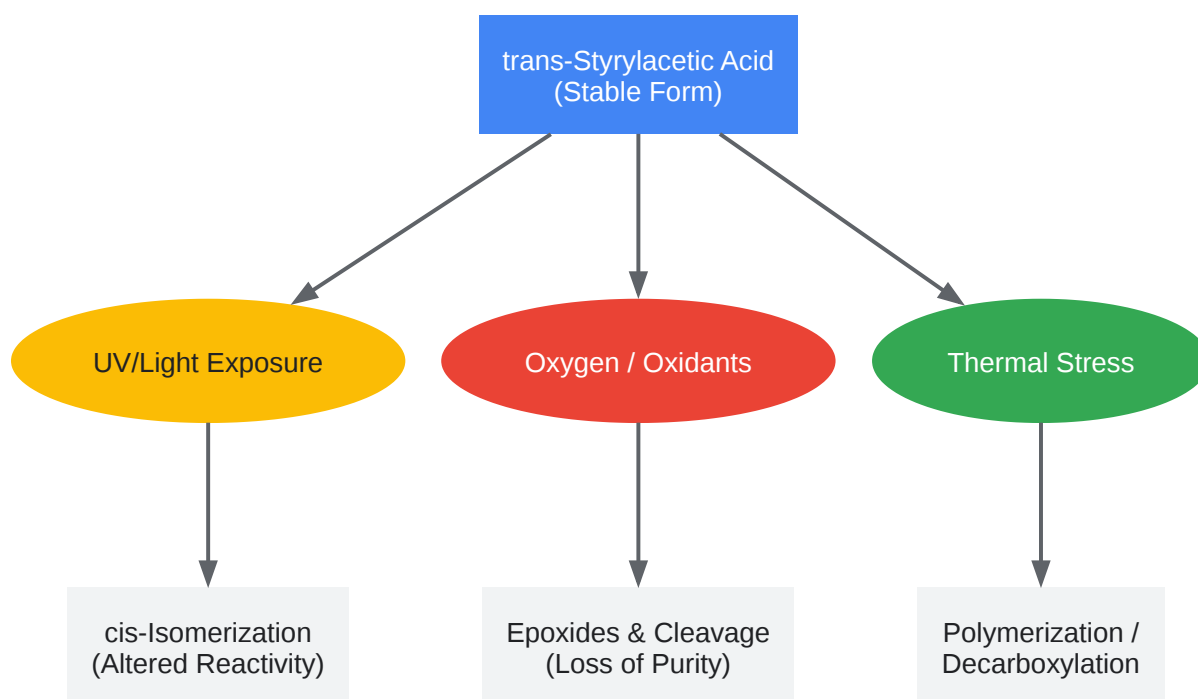 trans-Styrylacetic Acid
(Stable Form)
UV/Light Exposure
Oxygen / Oxidants
Thermal Stress
cis-Isomerization
(Altered Reactivity)
Epoxides & Cleavage
(Loss of Purity)
Polymerization /
Decarboxylation